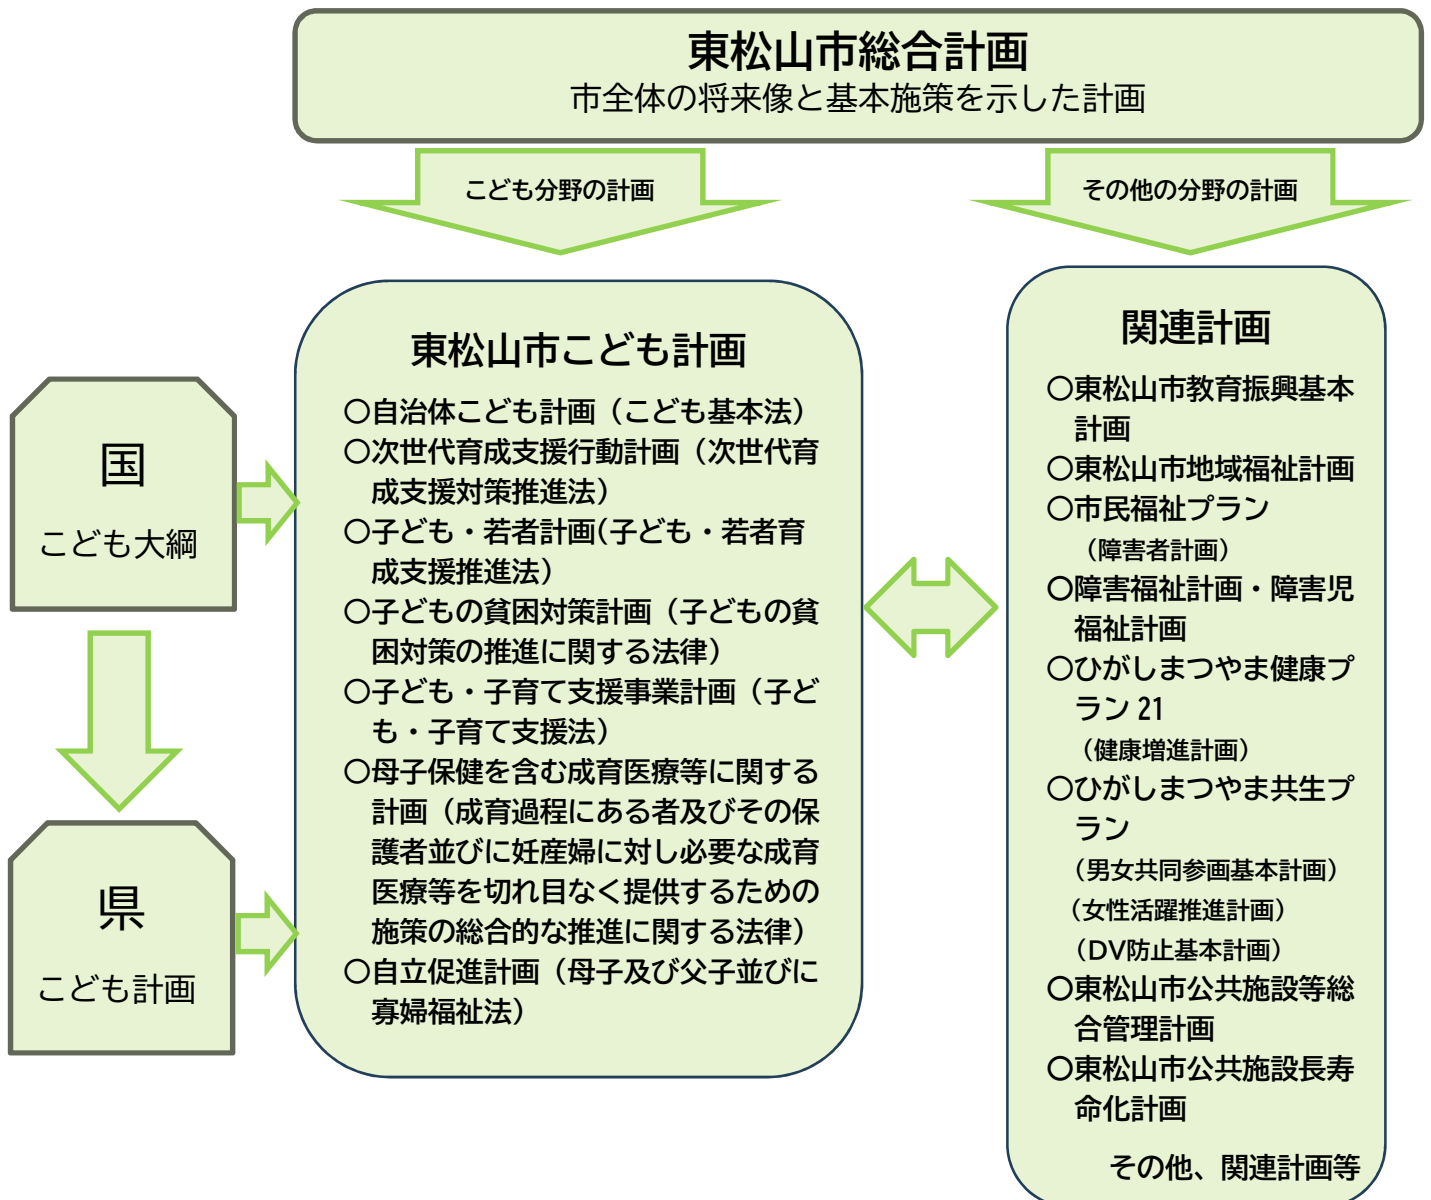 東松山市総合計画
市全体の将来像と基本施策を示した計画
こども分野の計画
その他の分野の計画
国
こども大綱
県
こども計画
東松山市こども計画
〇自治体こども計画（こども基本法）
〇次世代育成支援行動計画（次世代育
成支援対策推進法）
〇子ども・若者計画(子ども・若者育
成支援推進法）
〇子どもの貧困対策計画（子どもの貧
困対策の推進に関する法律）
〇子ども・子育て支援事業計画（子ど
も・子育て支援法）
〇母子保健を含む成育医療等に関する
計画（成育過程にある者及びその保
護者並びに妊産婦に対し必要な成育
医療等を切れ目なく提供するための
施策の総合的な推進に関する法律）
〇自立促進計画（母子及び父子並びに
寡婦福祉法）
関連計画
〇東松山市教育振興基本
計画
〇東松山市地域福祉計画
〇市民福祉プラン
（障害者計画）
〇障害福祉計画・障害児
福祉計画
〇ひがしまつやま健康プ
ラン 21
（健康増進計画）
〇ひがしまつやま共生プ
ラン
（男女共同参画基本計画）
（女性活躍推進計画）
（DV防止基本計画）
〇東松山市公共施設等総
合管理計画
〇東松山市公共施設長寿
命化計画
その他、関連計画等